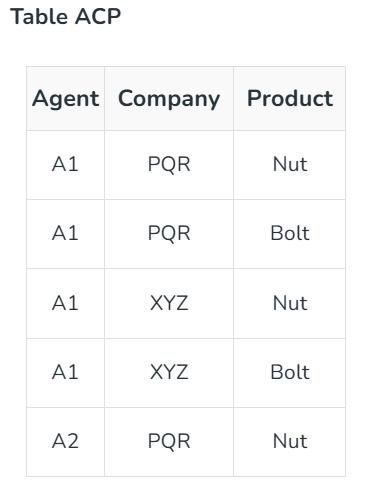 Table ACP
Agent Company Product
A1 PQR Nut
A1 PQR Bolt
A1 XYZ Nut
A1 XYZ Bolt
A2 PQR Nut